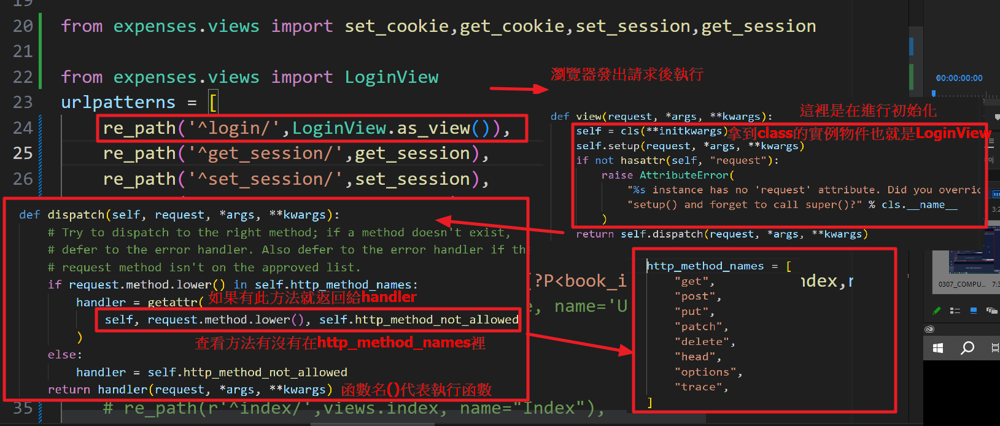 19
20 from expenses.views import set_cookie,get_cookie,set_session,get_session
21
22 from expenses.views import LoginView
瀏覽器發出請求後執行
00:00:00:00
23 urlpatterns = [
24 re_path('^login/',LoginView.as_view()),
25 re_path('^get_session/',get_session),
26 re_path('^set_session/',set_session),
def view(request, *args, **kwargs):
這裡是在進行初始化
self = cls(**initkwargs)
拿到class的實例物件也就是LoginView
self.setup(request, *args, **kwargs)
if not hasattr(self, "request"):
raise AttributeError(
"%s instance has no 'request' attribute. Did you overri
"setup() and forget to call super()?" % cls.__name__
)
return self.dispatch(request, *args, **kwargs)
def dispatch(self, request, *args, **kwargs):
# Try to dispatch to the right method; if a method doesn't exist,
# defer to the error handler. Also defer to the error handler if th
# request method isn't on the approved list.
if request.method.lower() in self.http_method_names:
handler = getattr(
如果有此方法就返回給handler
self, request.method.lower(), self.http_method_not_allowed
)
查看方法有沒有在http_method_names裡
else:
handler = self.http_method_not_allowed
return handler(request, *args, **kwargs)
函數名()代表執行函數
(?P<book_i
ndex,r
, name='U
http_method_names = [
"get",
"post",
"put",
"patch",
"delete",
"head",
"options",
"trace",
]
0307_COMPU...
35 # re_path(r'^index/',views.index, name="Index"),